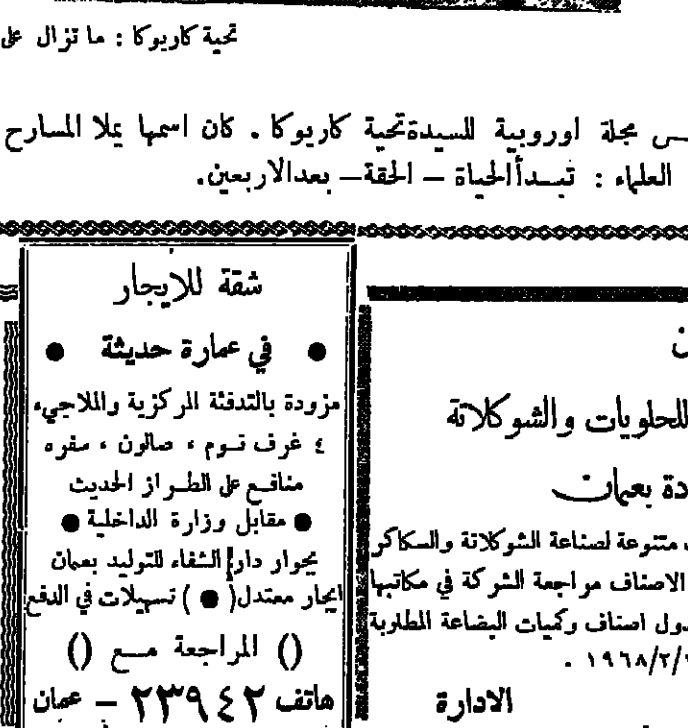 تحية كاريوكا : ما تزال على
مجلة اوروبية للسيدة تحية كاريوكا . كان اسمها يملا المسارح
العلماء : تبدأ الحياة – الحقة – بعد الاربعين .
شقة للايجار
● في عمارة حديثة ●
مزودة بالتدفئة المركزية والملاجيء
٤ غرف نوم ، صالون ، سفره
منافع على الطراز الحديث
● مقابل وزارة الداخلية ●
بجوار دار الشفاء للتوليد بعمان
ايجار معتدل ( ● ) تسهيلات في الدفع
() المراجعة مع ()
هاتف ٢٣٩٤٢ – عمان
للحلويات والشوكلاتة
بعمان
متنوعة لصناعة الشوكلاتة والسكاكر
الاصناف مراجعة الشركة في مكاتبها
اصناف وكميات البضاعة المطلوبة
١٩٦٨/٢/ .
الادارة